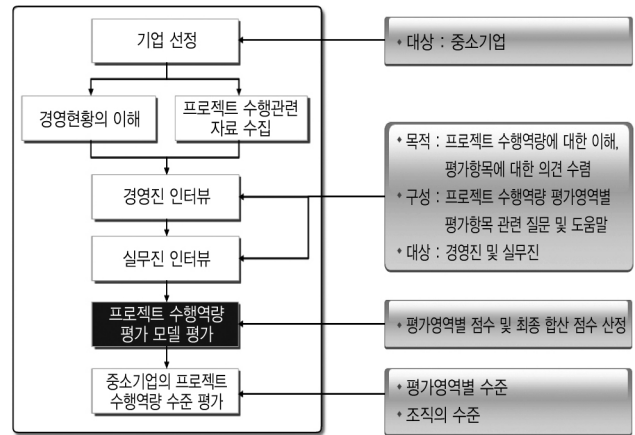 기업 선정
◆ 대상 : 중소기업
경영현황의 이해
프로젝트 수행관련
자료 수집
◆ 목적 : 프로젝트 수행역량에 대한 이해,
평가항목에 대한 의견 수렴
◆ 구성 : 프로젝트 수행역량 평가영역별
평가항목 관련 질문 및 도움말
◆ 대상 : 경영진 및 실무진
경영진 인터뷰
실무진 인터뷰
프로젝트 수행역량
평가 모델 평가
◆ 평가영역별 점수 및 최종 합산 점수 산정
중소기업의 프로젝트
수행역량 수준 평가
◆ 평가영역별 수준
◆ 조직의 수준